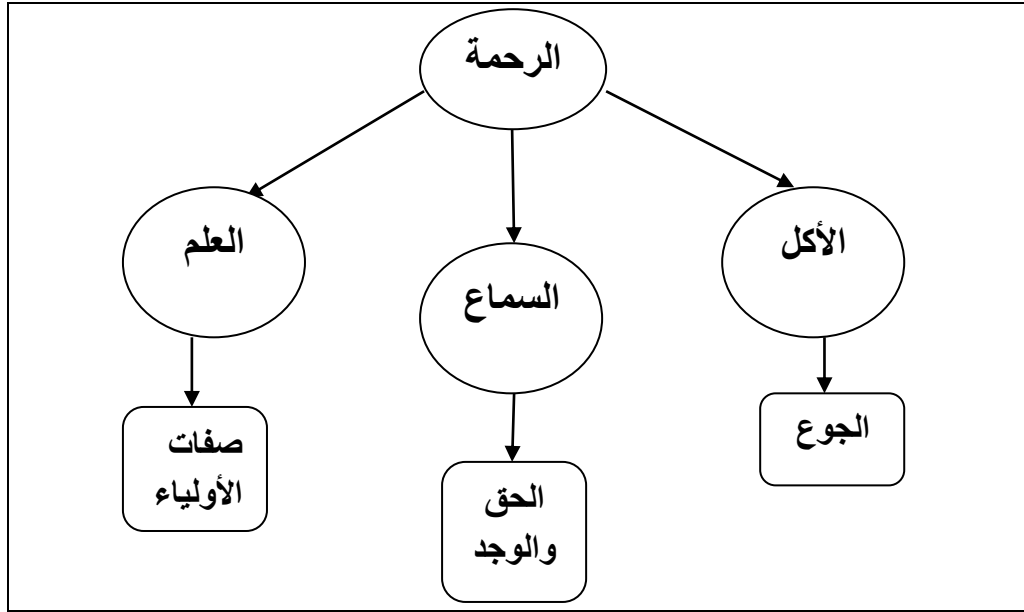 الرحمة
الأكل
السماع
العلم
الجوع
الحق
والوجد
صفات
الأولياء